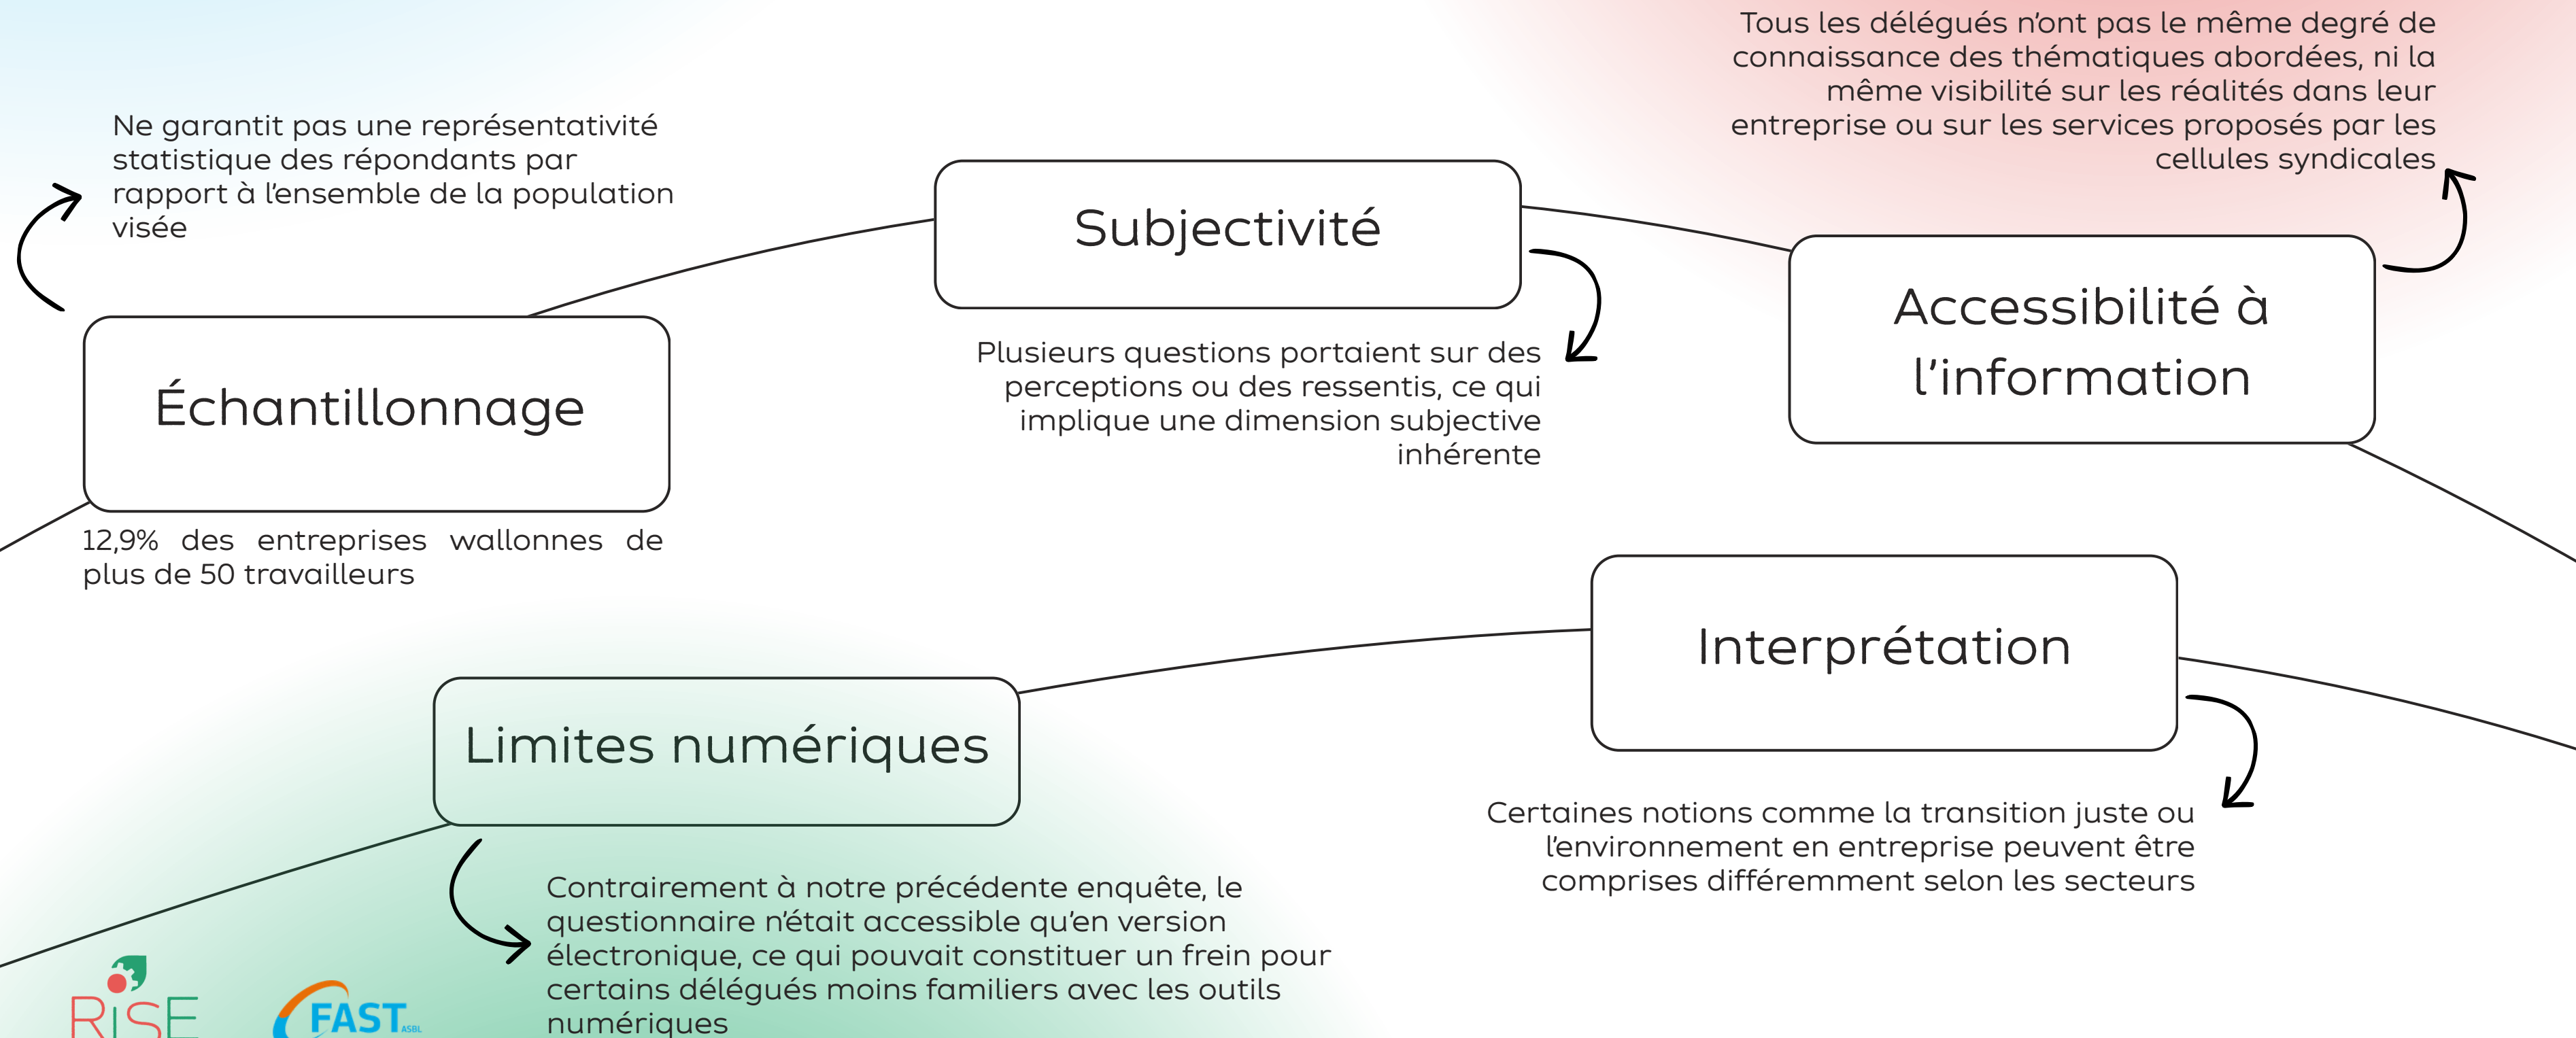 Ne garantit pas une représentativité
statistique des répondants par
rapport à l'ensemble de la population
visée
Échantillonnage
12,9% des entreprises wallonnes de
plus de 50 travailleurs
Subjectivité
Plusieurs questions portaient sur des
perceptions ou des ressentis, ce qui
implique une dimension subjective
inhérente
Tous les délégués n'ont pas le même degré de
connaissance des thématiques abordées, ni la
même visibilité sur les réalités dans leur
entreprise ou sur les services proposés par les
cellules syndicales
Accessibilité à
l'information
Limites numériques
Contrairement à notre précédente enquête, le
questionnaire n'était accessible qu'en version
électronique, ce qui pouvait constituer un frein pour
certains délégués moins familiers avec les outils
numériques
Interprétation
Certaines notions comme la transition juste ou
l'environnement en entreprise peuvent être
comprises différemment selon les secteurs
RiSE
FAST ASBL